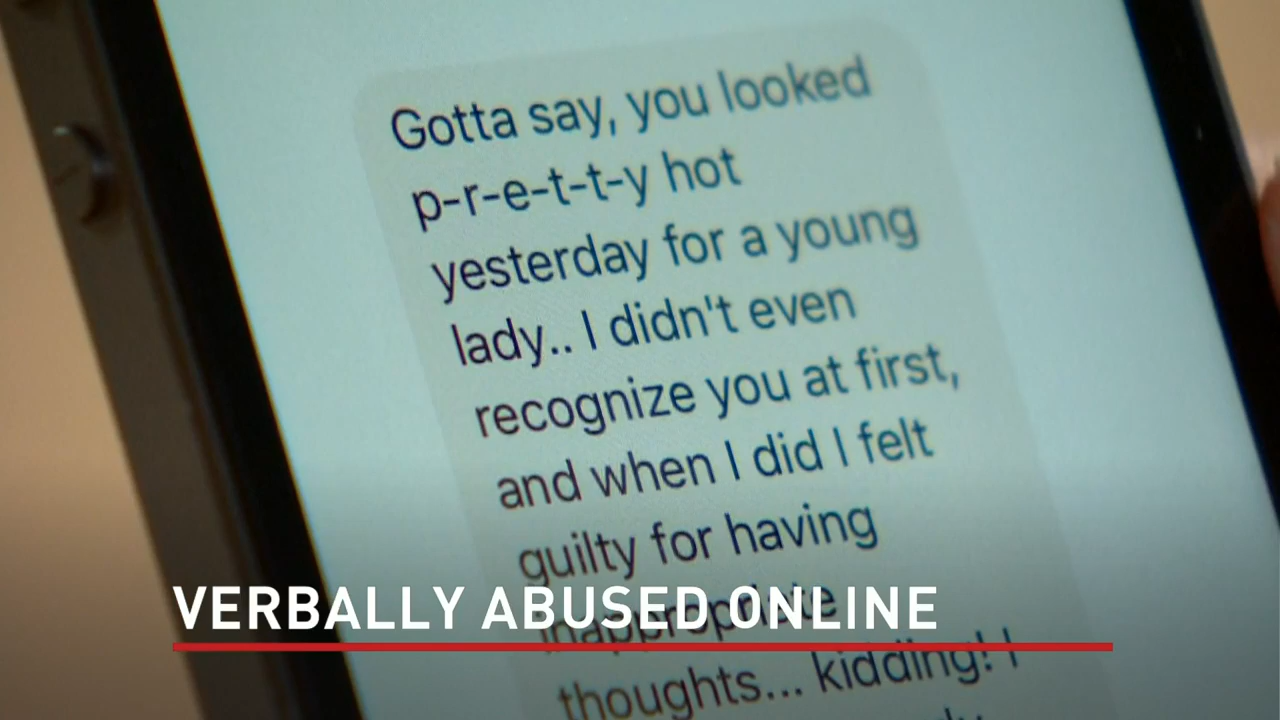 Gotta say, you looked
p-r-e-t-t-y hot
yesterday for a young
lady.. I didn't even
recognize you at first,
and when I did I felt
guilty for having
inappropriate
thoughts... kidding! I
VERBALLY ABUSED ONLINE